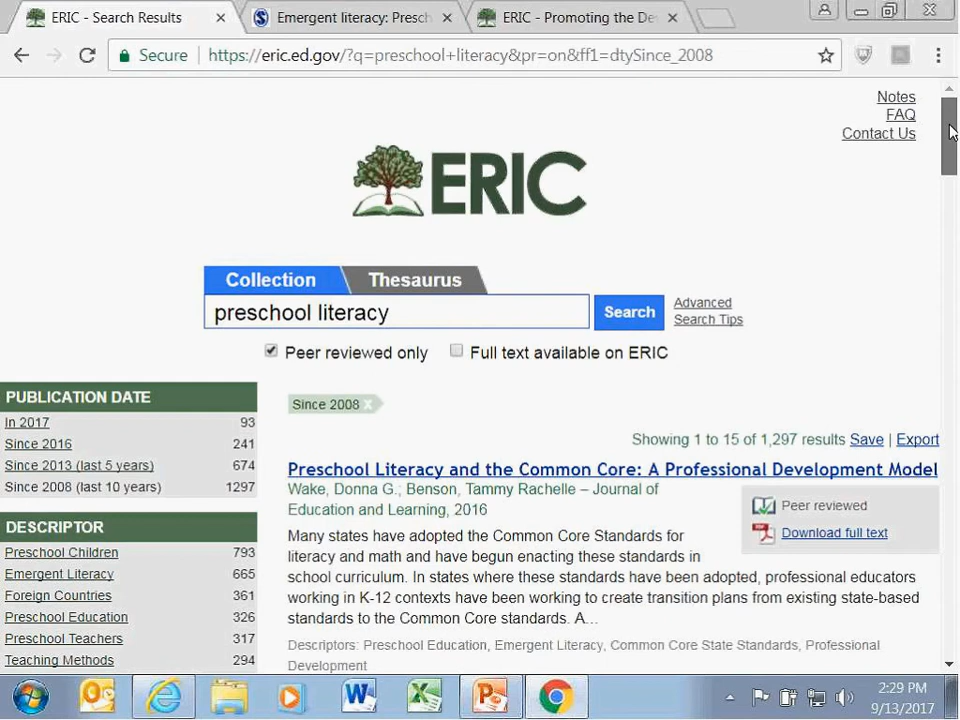 ERIC - Search Results
Emergent literacy: Presch
ERIC - Promoting the De
Secure https://eric.ed.gov/?q=preschool+literacy&pr=on&ff1=dtySince_2008
Notes
FAQ
Contact Us
ERIC
Collection Thesaurus
preschool literacy
Search
Advanced
Search Tips
Peer reviewed only Full text available on ERIC
PUBLICATION DATE
In 2017 93
Since 2016 241
Since 2013 (last 5 years) 674
Since 2008 (last 10 years) 1297
DESCRIPTOR
Preschool Children 793
Emergent Literacy 665
Foreign Countries 361
Preschool Education 326
Preschool Teachers 317
Teaching Methods 294
Since 2008 x
Showing 1 to 15 of 1,297 results Save | Export
Preschool Literacy and the Common Core: A Professional Development Model
Wake, Donna G.; Benson, Tammy Rachelle – Journal of
Education and Learning, 2016
Peer reviewed
Download full text
Many states have adopted the Common Core Standards for
literacy and math and have begun enacting these standards in
school curriculum. In states where these standards have been adopted, professional educators
working in K-12 contexts have been working to create transition plans from existing state-based
standards to the Common Core standards. A...
Descriptors: Preschool Education, Emergent Literacy, Common Core State Standards, Professional
Development
2:29 PM
9/13/2017